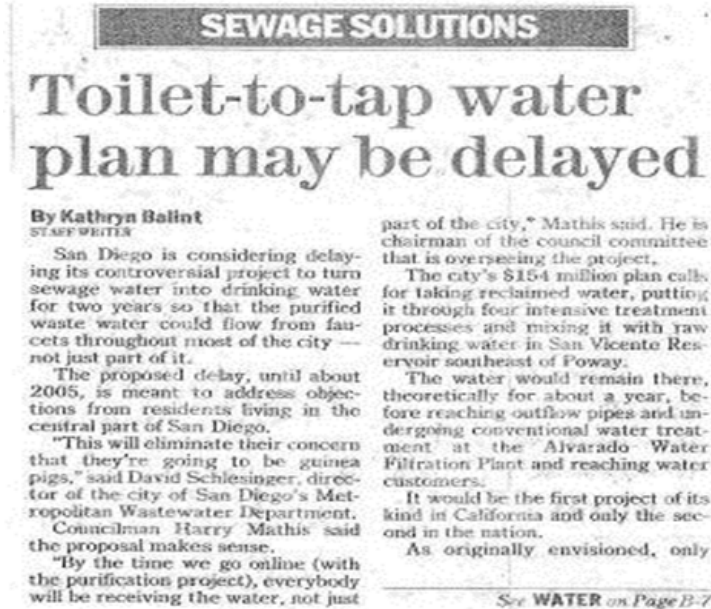 SEWAGE SOLUTIONS
Toilet-to-tap water
plan may be delayed
By Kathryn Balint
STAFF WRITER
San Diego is considering delay-
ing its controversial project to turn
sewage water into drinking water
for two years so that the purified
waste water could flow from fau-
cets throughout most of the city —
not just part of it.
The proposed delay, until about
2005, is meant to address objec-
tions from residents living in the
central part of San Diego.
"This will eliminate their concern
that they're going to be guinea
pigs," said David Schlesinger, direc-
tor of the city of San Diego's Met-
ropolitan Wastewater Department.
Councilman Harry Mathis said
the proposal makes sense.
"By the time we go online (with
the purification project), everybody
will be receiving the water, not just
part of the city," Mathis said. He is
chairman of the council committee
that is overseeing the project.
The city's $154 million plan calls
for taking reclaimed water, putting
it through four intensive treatment
processes and mixing it with raw
drinking water in San Vicente Res-
ervoir southeast of Poway.
The water would remain there,
theoretically for about a year, be-
fore reaching outflow pipes and un-
dergoing conventional water treat-
ment at the Alvarado Water
Filtration Plant and reaching water
customers.
It would be the first project of its
kind in California and only the sec-
ond in the nation.
As originally envisioned, only
See WATER on Page B-7